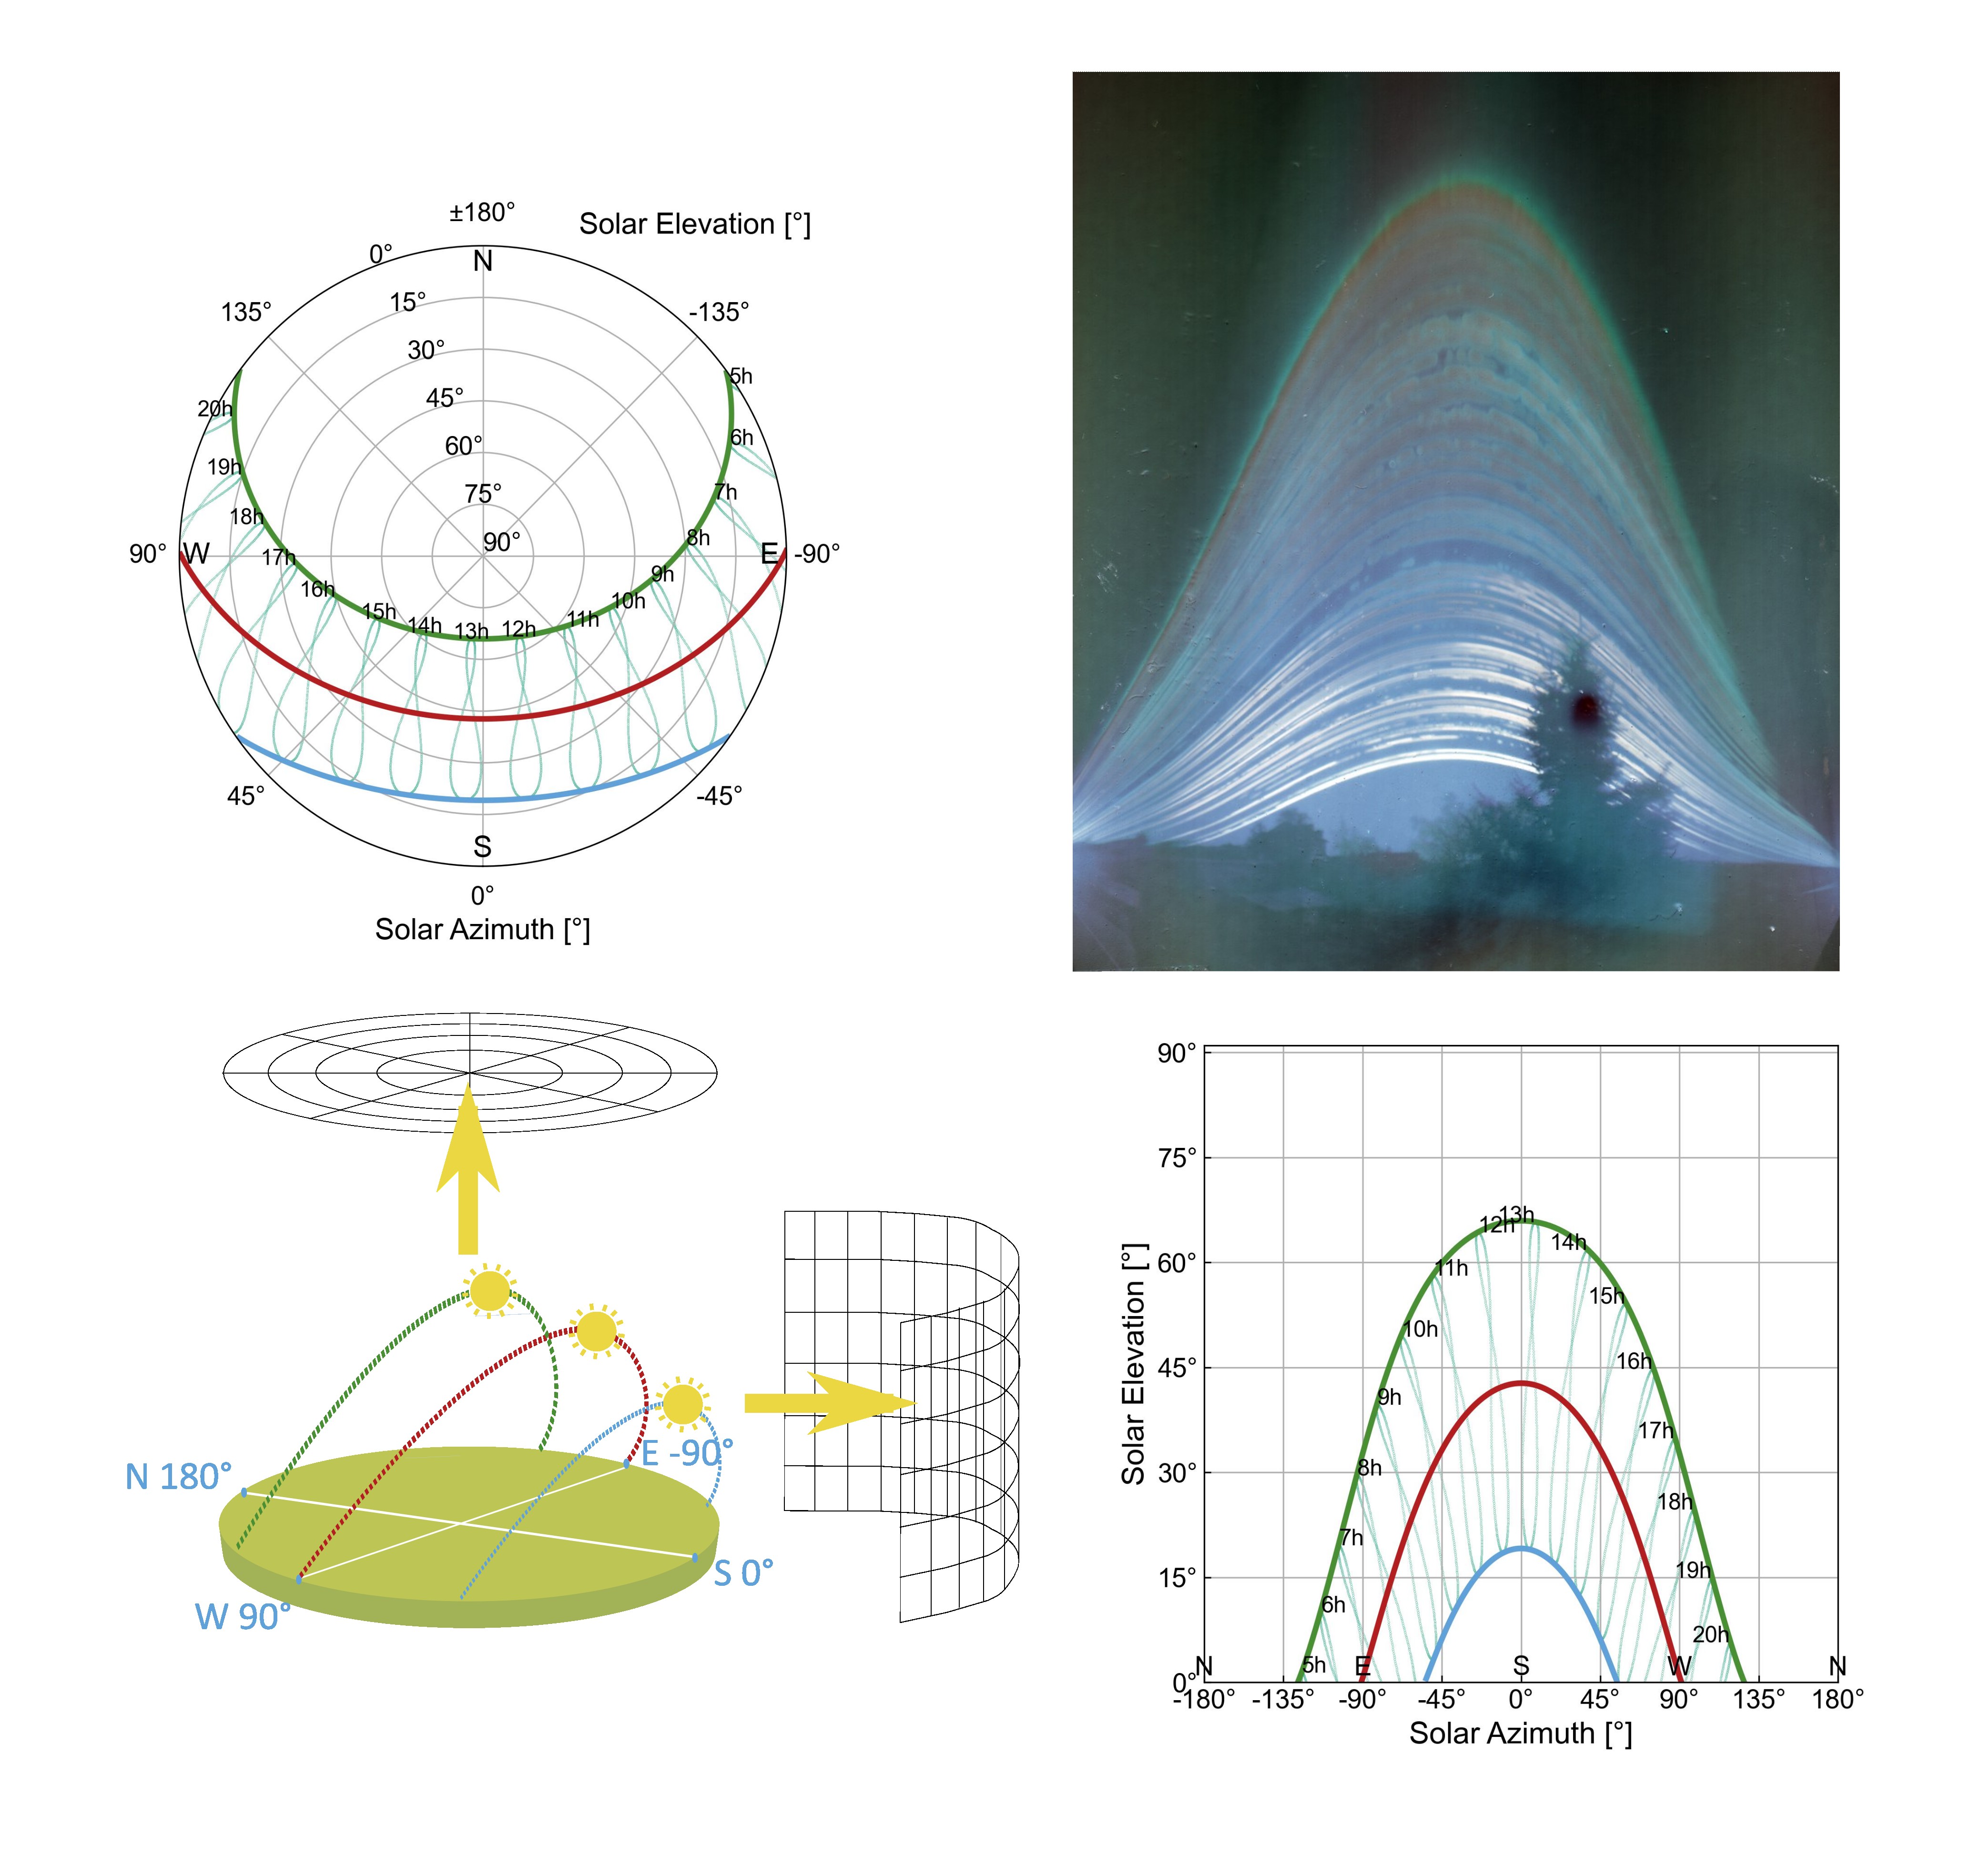 ±180°
Solar Elevation [°]
0°
N
135°
15°
-135°
30°
5h
45°
20h
60°
6h
19h
75°
7h
18h
90°
8h
90°
W
17h
E
-90°
16h
9h
15h
14h
13h
12h
11h
10h
45°
-45°
S
0°
Solar Azimuth [°]
N 180°
E -90°
S 0°
W 90°
90°
75°
60°
45°
30°
15°
0°
Solar Elevation [°]
13h
12h
14h
11h
15h
10h
16h
9h
17h
8h
18h
7h
19h
6h
20h
5h
N
E
S
W
N
-180°
-135°
-90°
-45°
0°
45°
90°
135°
180°
Solar Azimuth [°]